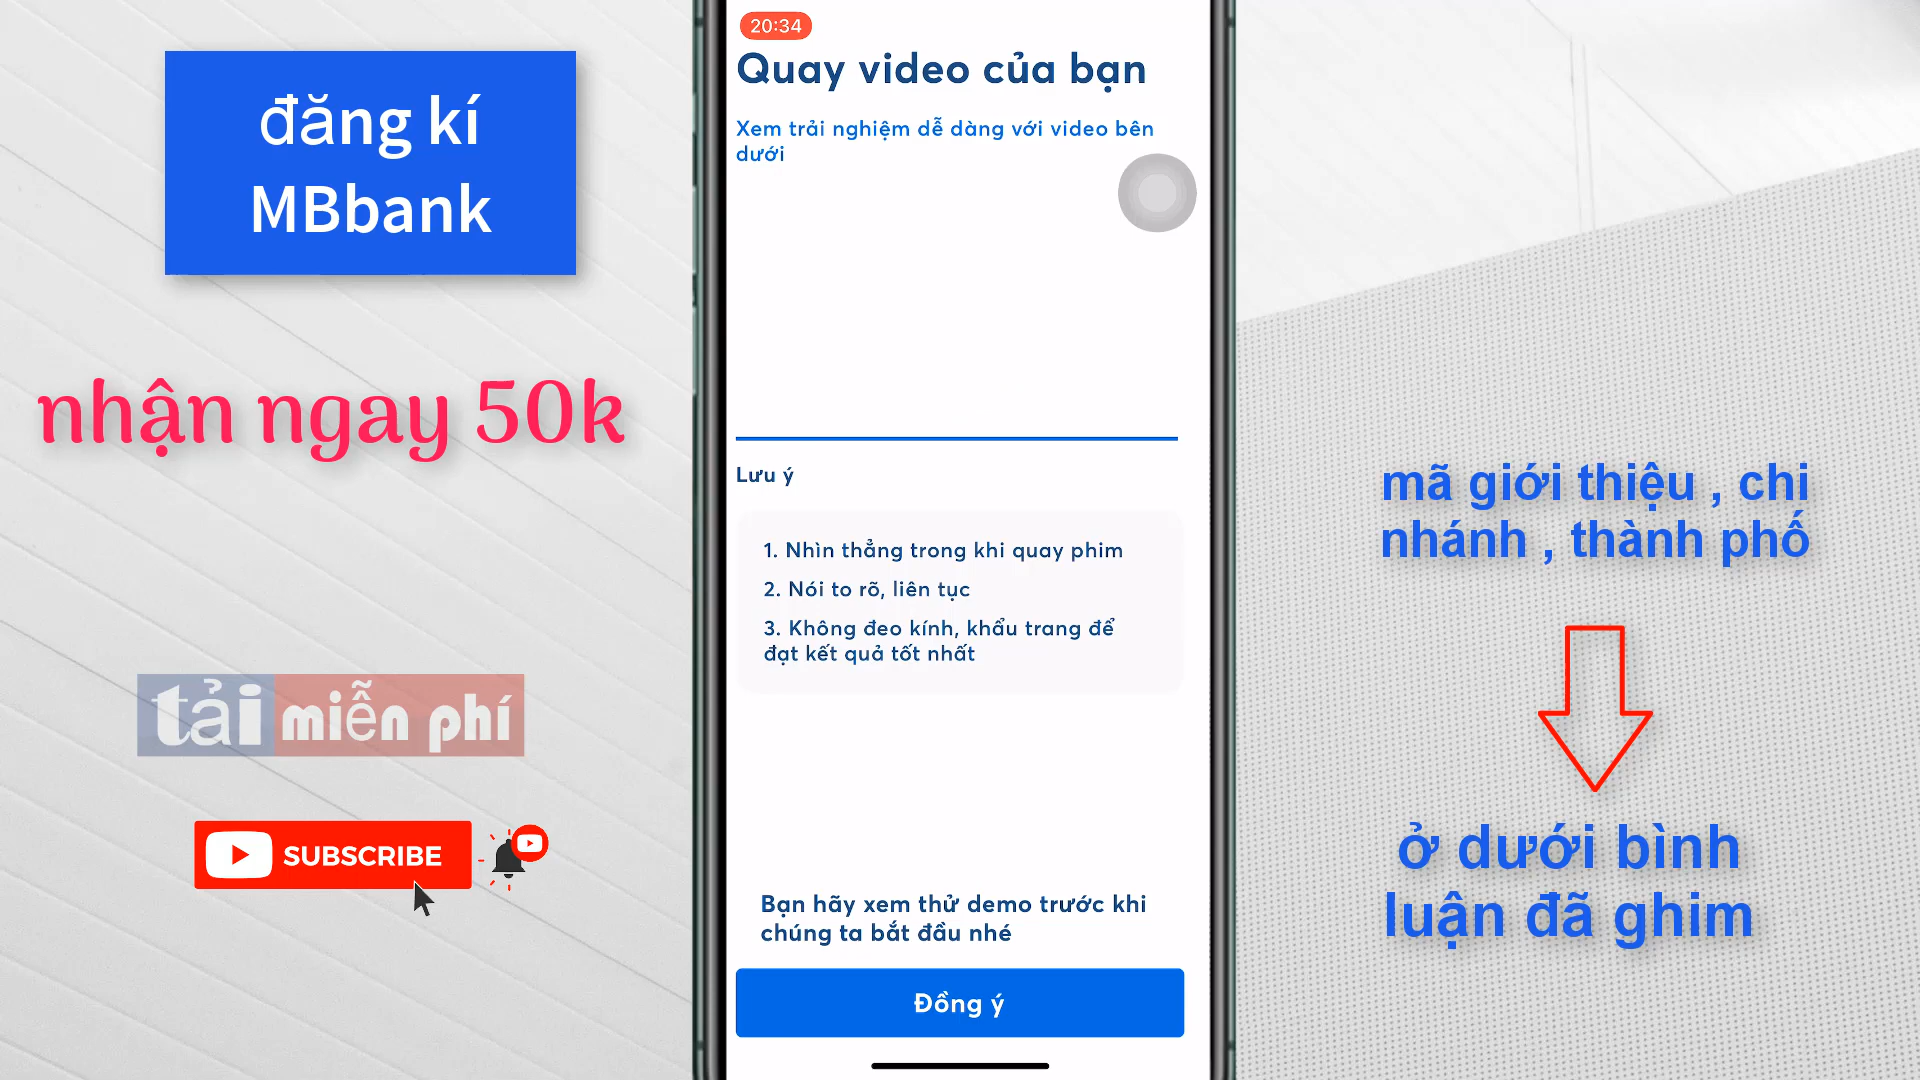 đăng kí
MBbank
nhận ngay 50k
tải miễn phí
SUBSCRIBE
20:34
Quay video của bạn
Xem trải nghiệm dễ dàng với video bên
dưới
Lưu ý
1. Nhìn thẳng trong khi quay phim
2. Nói to rõ, liên tục
3. Không đeo kính, khẩu trang để
đạt kết quả tốt nhất
Bạn hãy xem thử demo trước khi
chúng ta bắt đầu nhé
Đồng ý
mã giới thiệu , chi
nhánh , thành phố
ở dưới bình
luận đã ghim